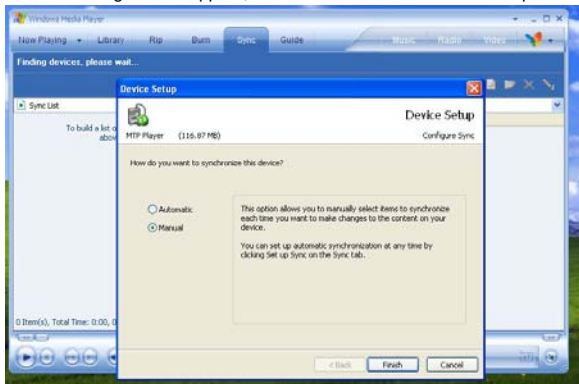 Windows Media Player
Now Playing Library Rip Burn Sync Guide Music Radio Video
Finding devices, please wait...
Device Setup
Sync List
Device Setup
MTP Player (116.87 MB)
Configure Sync
To build a list o
abov
How do you want to synchronize this device?
Automatic
Manual
This option allows you to manually select items to synchronize
each time you want to make changes to the content on your
device.
You can set up automatic synchronization at any time by
clicking Set up Sync on the Sync tab.
0 Item(s), Total Time: 0:00, 0
< Back Finish Cancel